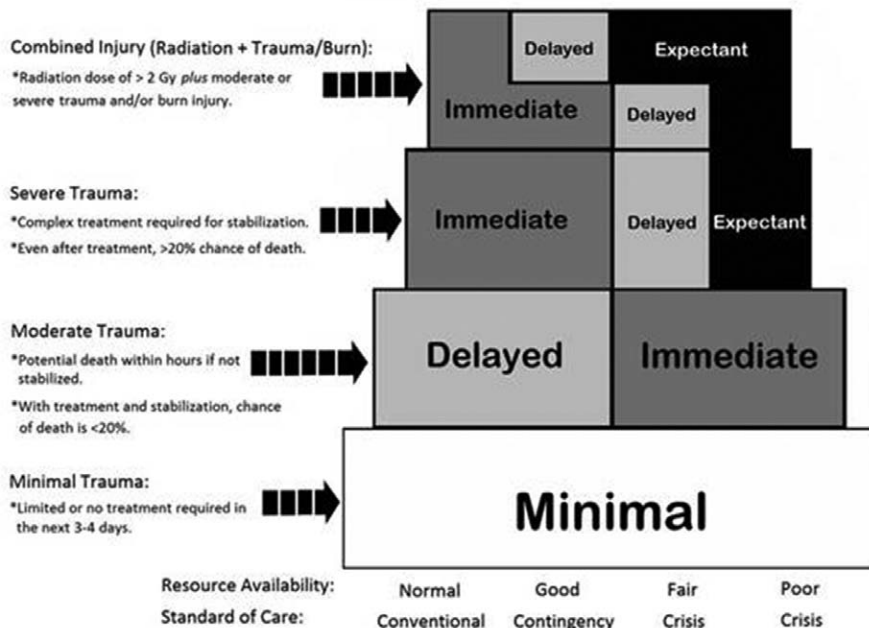 Combined Injury (Radiation + Trauma/Burn):
*Radiation dose of > 2 Gy plus moderate or
severe trauma and/or burn injury.
Delayed
Expectant
Immediate
Delayed
Severe Trauma:
*Complex treatment required for stabilization.
*Even after treatment, >20% chance of death.
Immediate
Delayed
Expectant
Moderate Trauma:
*Potential death within hours if not
stabilized.
*With treatment and stabilization, chance
of death is <20%.
Delayed
Immediate
Minimal Trauma:
*Limited or no treatment required in
the next 3-4 days.
Minimal
Resource Availability: Normal Good Fair Poor
Standard of Care: Conventional Contingency Crisis Crisis